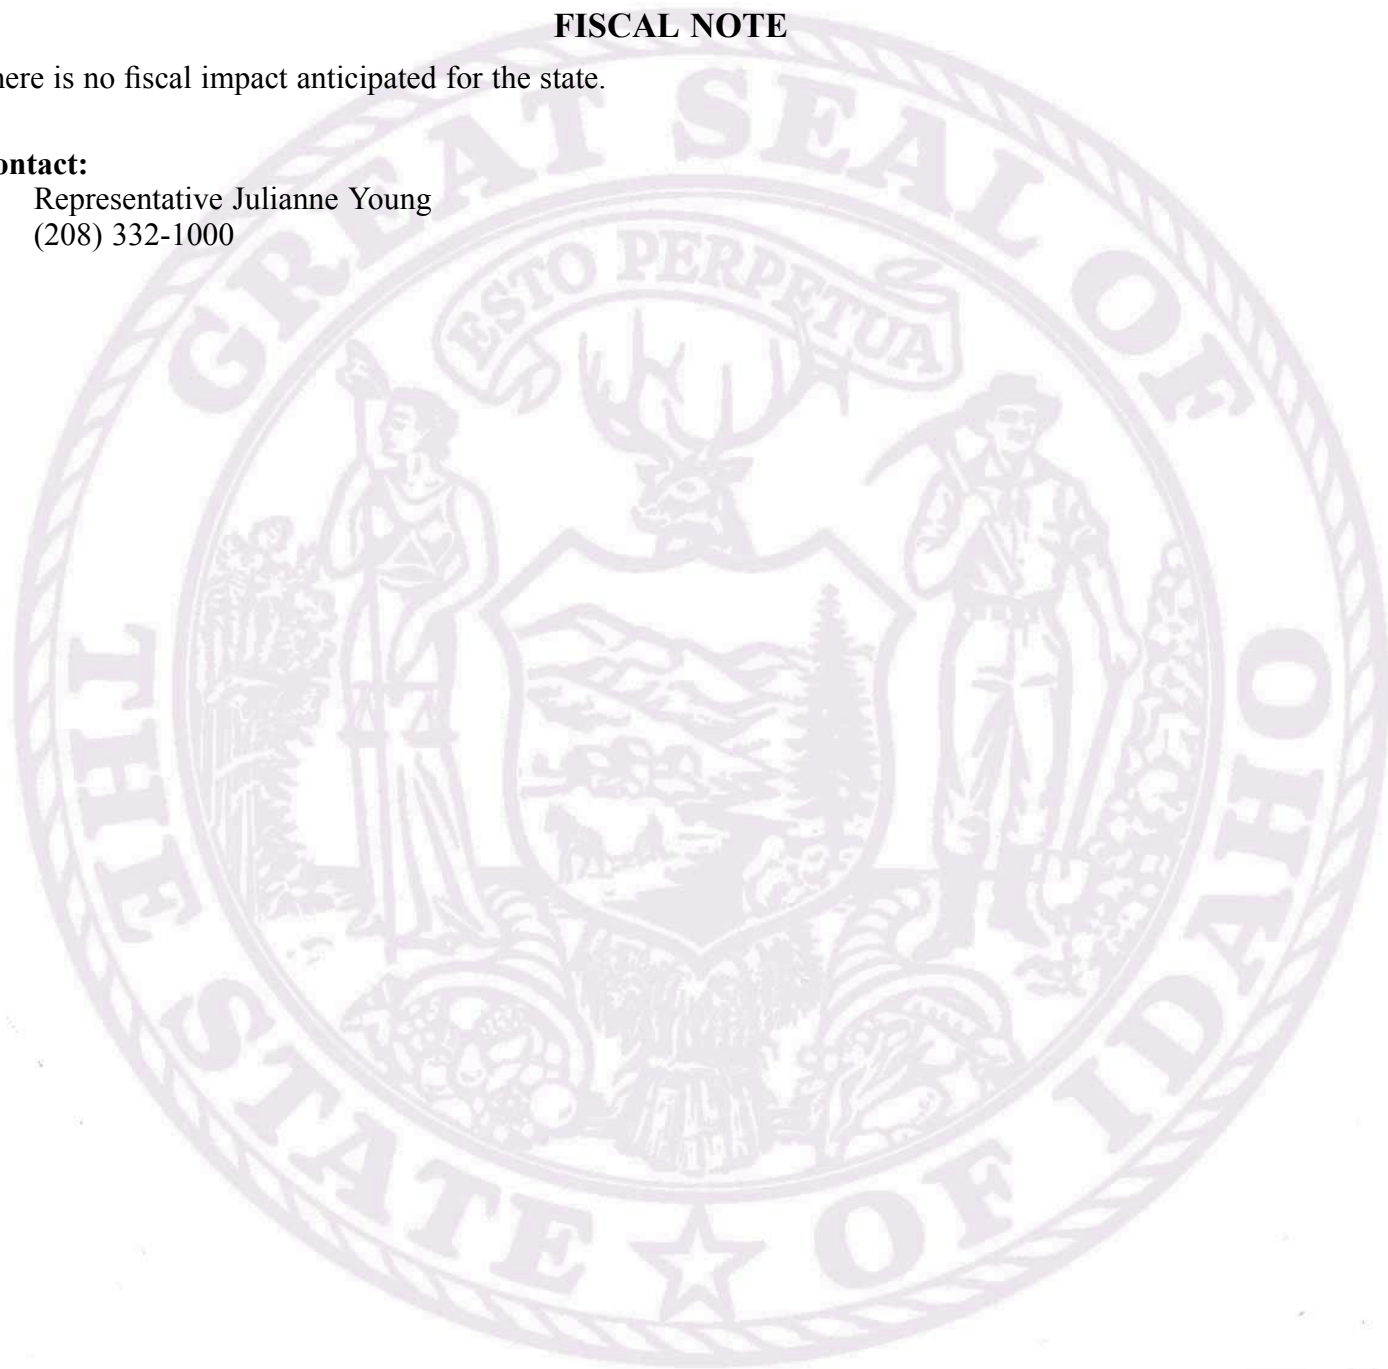 FISCAL NOTE
here is no fiscal impact anticipated for the state.
ontact:
Representative Julianne Young
(208) 332-1000
GREAT SEAL OF
THE STATE OF IDAHO
ESTO PERPETUA